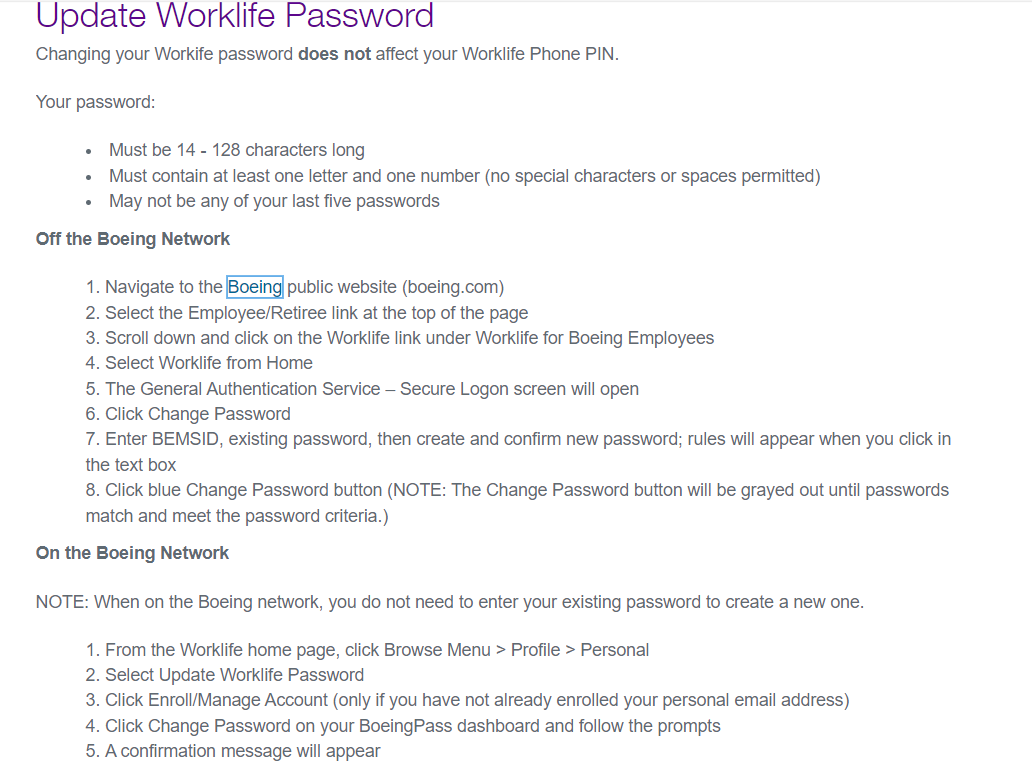 Update Worklife Password
Changing your Workife password does not affect your Worklife Phone PIN.
Your password:
• Must be 14 - 128 characters long
• Must contain at least one letter and one number (no special characters or spaces permitted)
• May not be any of your last five passwords
Off the Boeing Network
1. Navigate to the Boeing public website (boeing.com)
2. Select the Employee/Retiree link at the top of the page
3. Scroll down and click on the Worklife link under Worklife for Boeing Employees
4. Select Worklife from Home
5. The General Authentication Service – Secure Logon screen will open
6. Click Change Password
7. Enter BEMSID, existing password, then create and confirm new password; rules will appear when you click in
the text box
8. Click blue Change Password button (NOTE: The Change Password button will be grayed out until passwords
match and meet the password criteria.)
On the Boeing Network
NOTE: When on the Boeing network, you do not need to enter your existing password to create a new one.
1. From the Worklife home page, click Browse Menu > Profile > Personal
2. Select Update Worklife Password
3. Click Enroll/Manage Account (only if you have not already enrolled your personal email address)
4. Click Change Password on your BoeingPass dashboard and follow the prompts
5. A confirmation message will appear